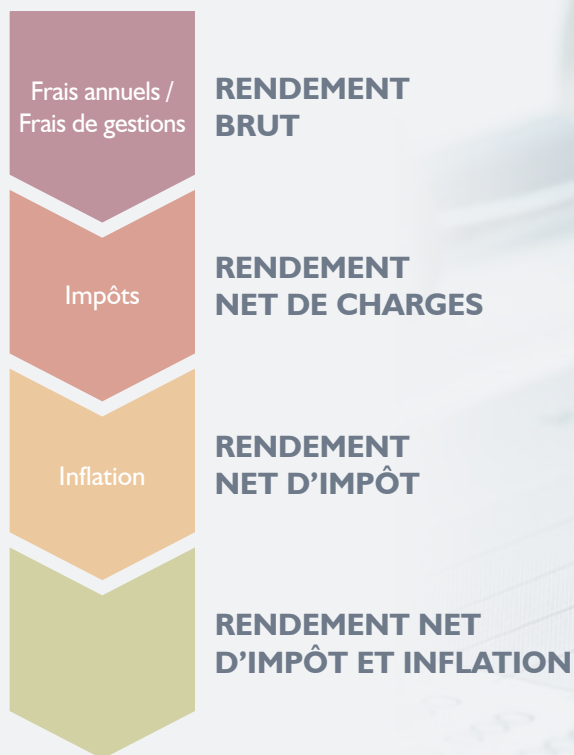 Frais annuels /
Frais de gestions
RENDEMENT
BRUT
Impôts
RENDEMENT
NET DE CHARGES
Inflation
RENDEMENT
NET D'IMPÔT
RENDEMENT NET
D'IMPÔT ET INFLATION